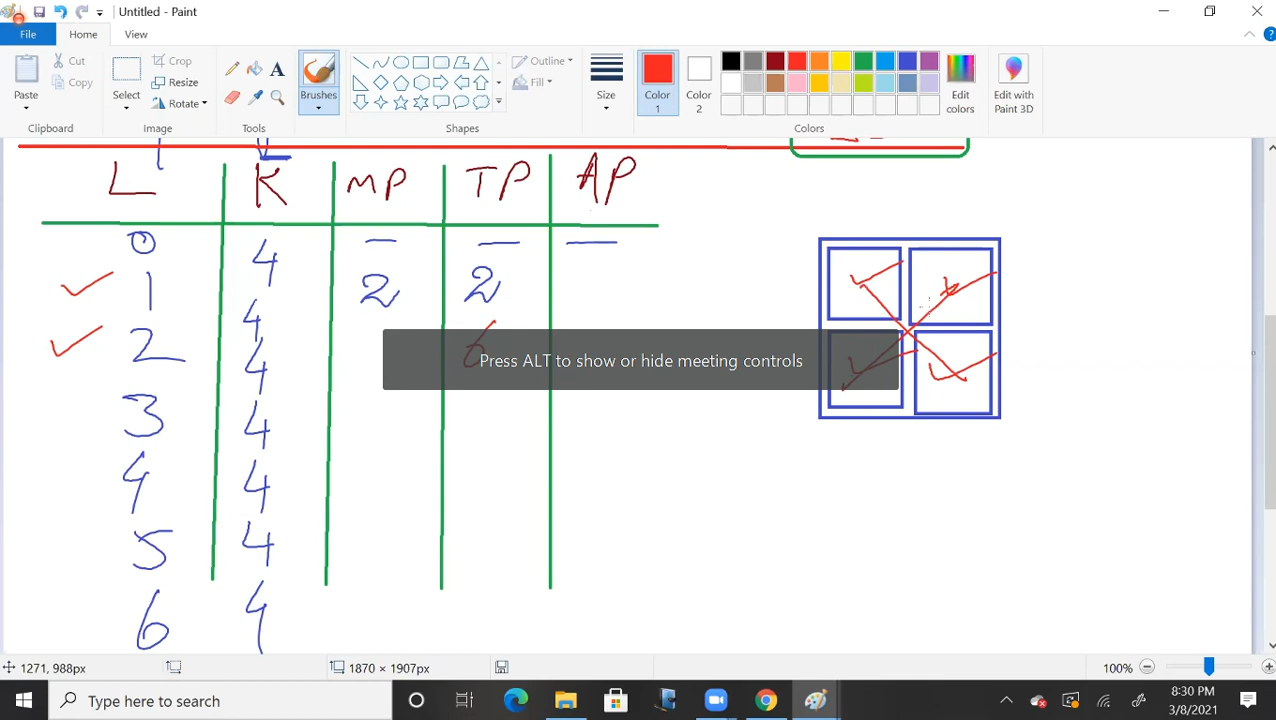 Untitled - Paint
File Home View
Paste
Cut
Copy
Clipboard
Select
Crop
Resize
Rotate
Image
A
Tools
Brushes
Outline
Fill
Shapes
Size
Color 1
Color 2
Edit colors
Edit with Paint 3D
Colors
L K MP TP AP
0 4 — — —
1 4 2 2
2 4 6
3 4
4 4
5 4
6 4
Press ALT to show or hide meeting controls
1271, 988px
1870 × 1907px
100%
Type here to search
8:30 PM
3/8/2021